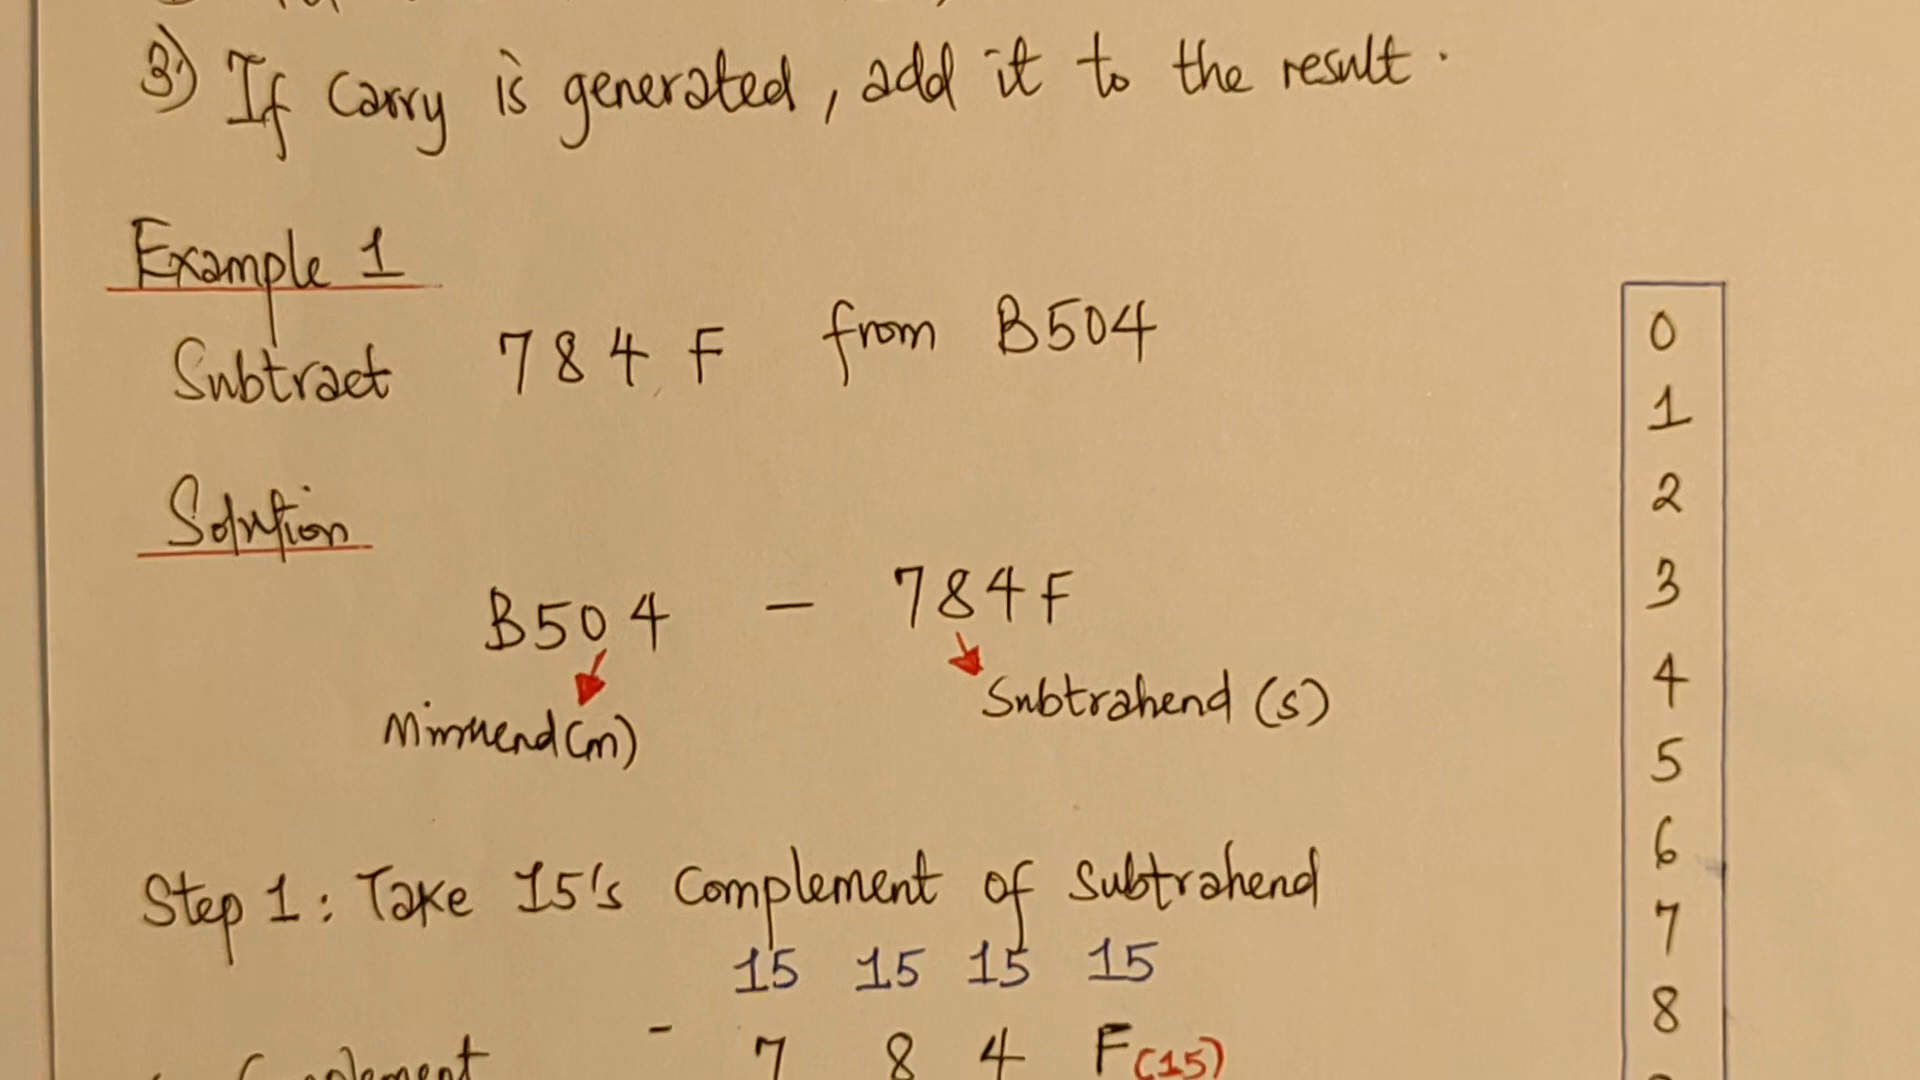 3) If Carry is generated, add it to the result.
Example 1
Subtract 784F from B504
Solution
B504 - 784F
Minuend(m)
Subtrahend (s)
Step 1: Take 15's Complement of Subtrahend
15 15 15 15
- 7 8 4 F(15)
0
1
2
3
4
5
6
7
8